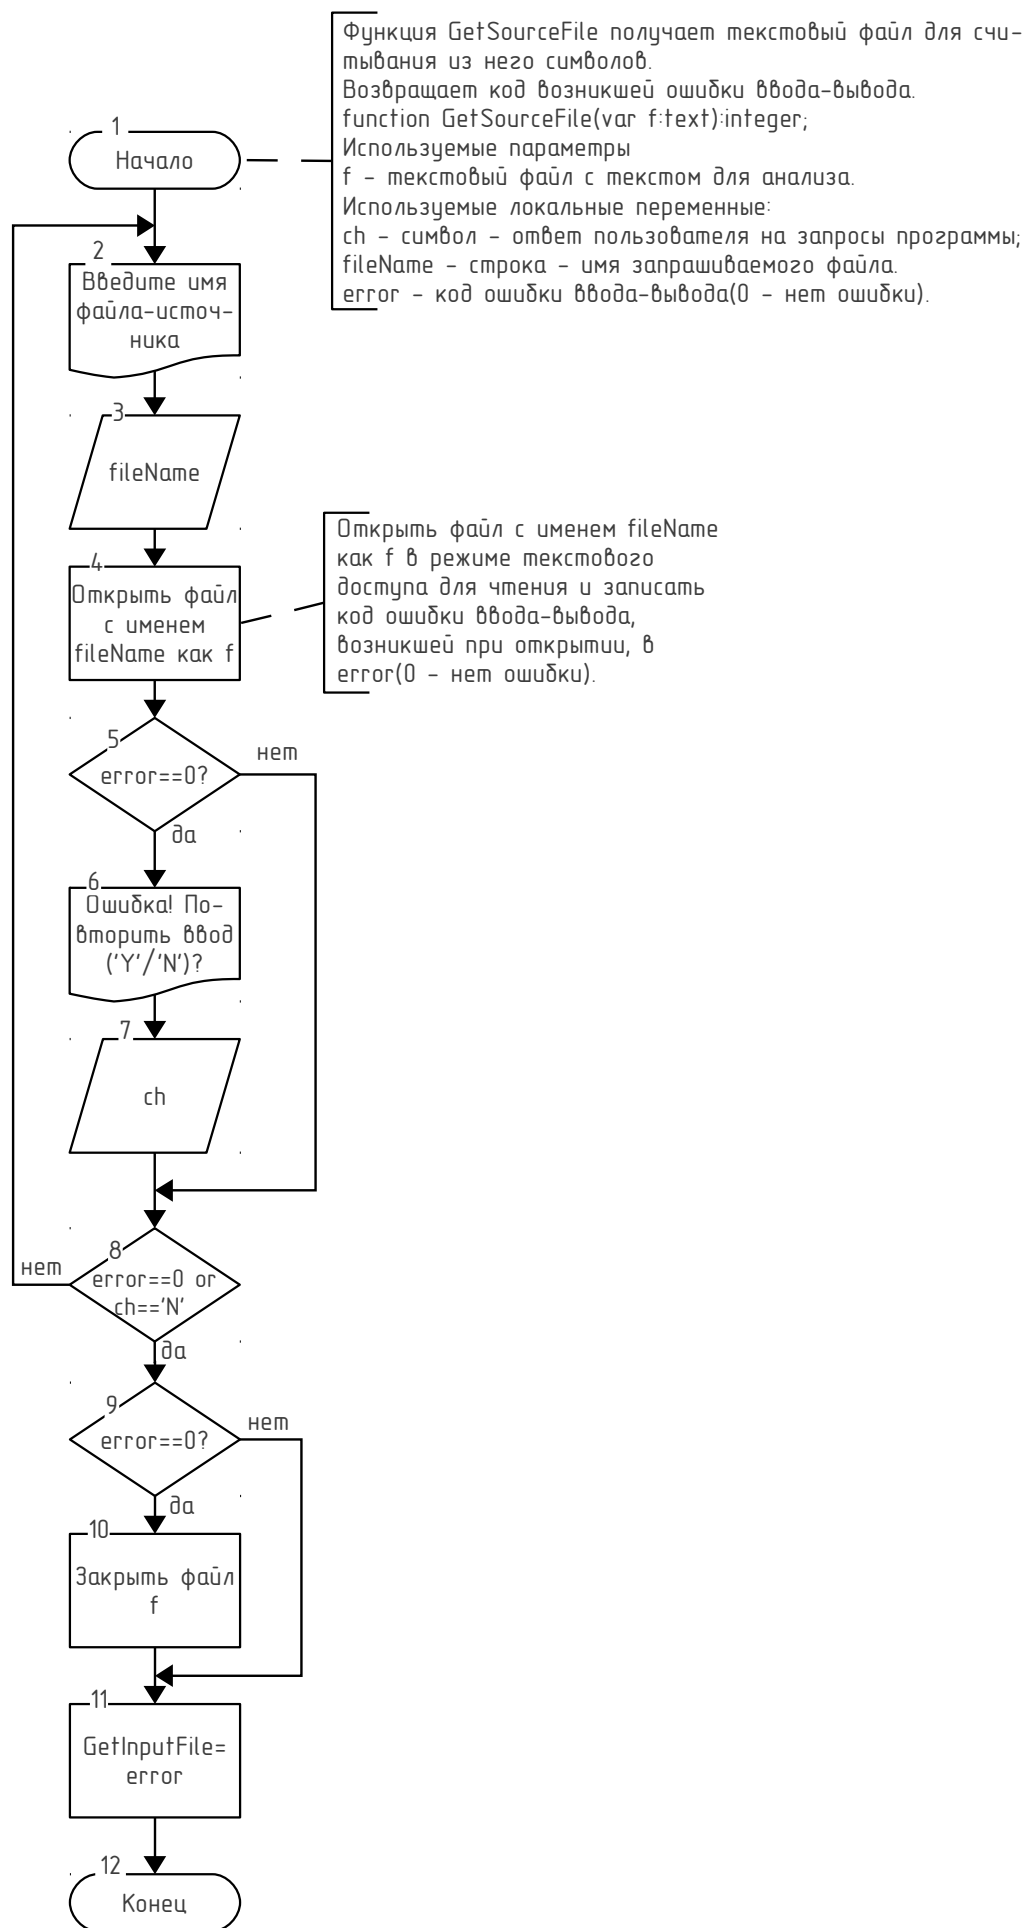 Функция GetSourceFile получает текстовый файл для счи-
тывания из него символов.
Возвращает код возникшей ошибки ввода-вывода.
function GetSourceFile(var f:text):integer;
Используемые параметры
f - текстовый файл с текстом для анализа.
Используемые локальные переменные:
ch - символ - ответ пользователя на запросы программы;
fileName - строка - имя запрашиваемого файла.
error - код ошибки ввода-вывода(0 - нет ошибки).
1
Начало
2
Введите имя
файла-источ-
ника
3
fileName
4
Открыть файл
с именем
fileName как f
Открыть файл с именем fileName
как f в режиме текстового
доступа для чтения и записать
код ошибки ввода-вывода,
возникшей при открытии, в
error(0 - нет ошибки).
5
error==0?
нет
да
6
Ошибка! По-
вторить ввод
('Y'/'N')?
7
ch
8
error==0 or
ch=='N'
нет
да
9
error==0?
нет
да
10
Закрыть файл
f
11
GetInputFile=
error
12
Конец